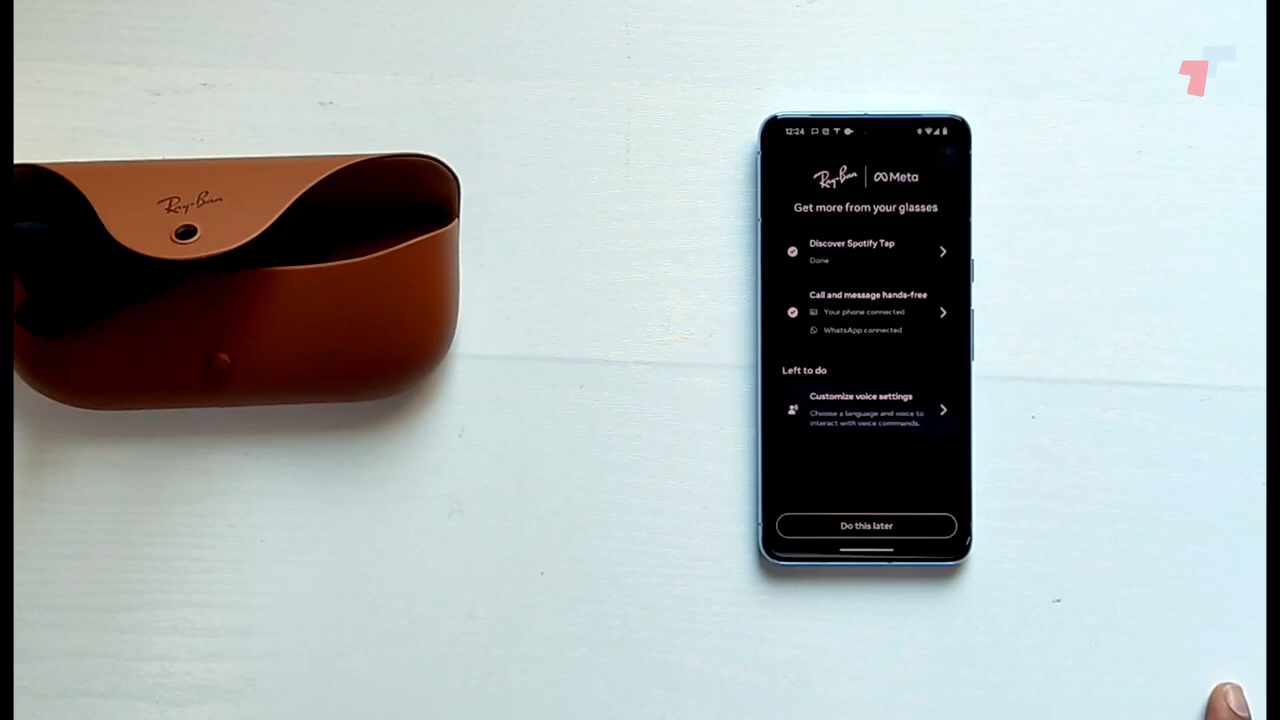 Ray-Ban
12:24
Ray-Ban | Meta
Get more from your glasses
Discover Spotify Tap
Done
Call and message hands-free
Your phone connected
WhatsApp connected
Left to do
Customize voice settings
Choose a language and voice to
interact with voice commands.
Do this later